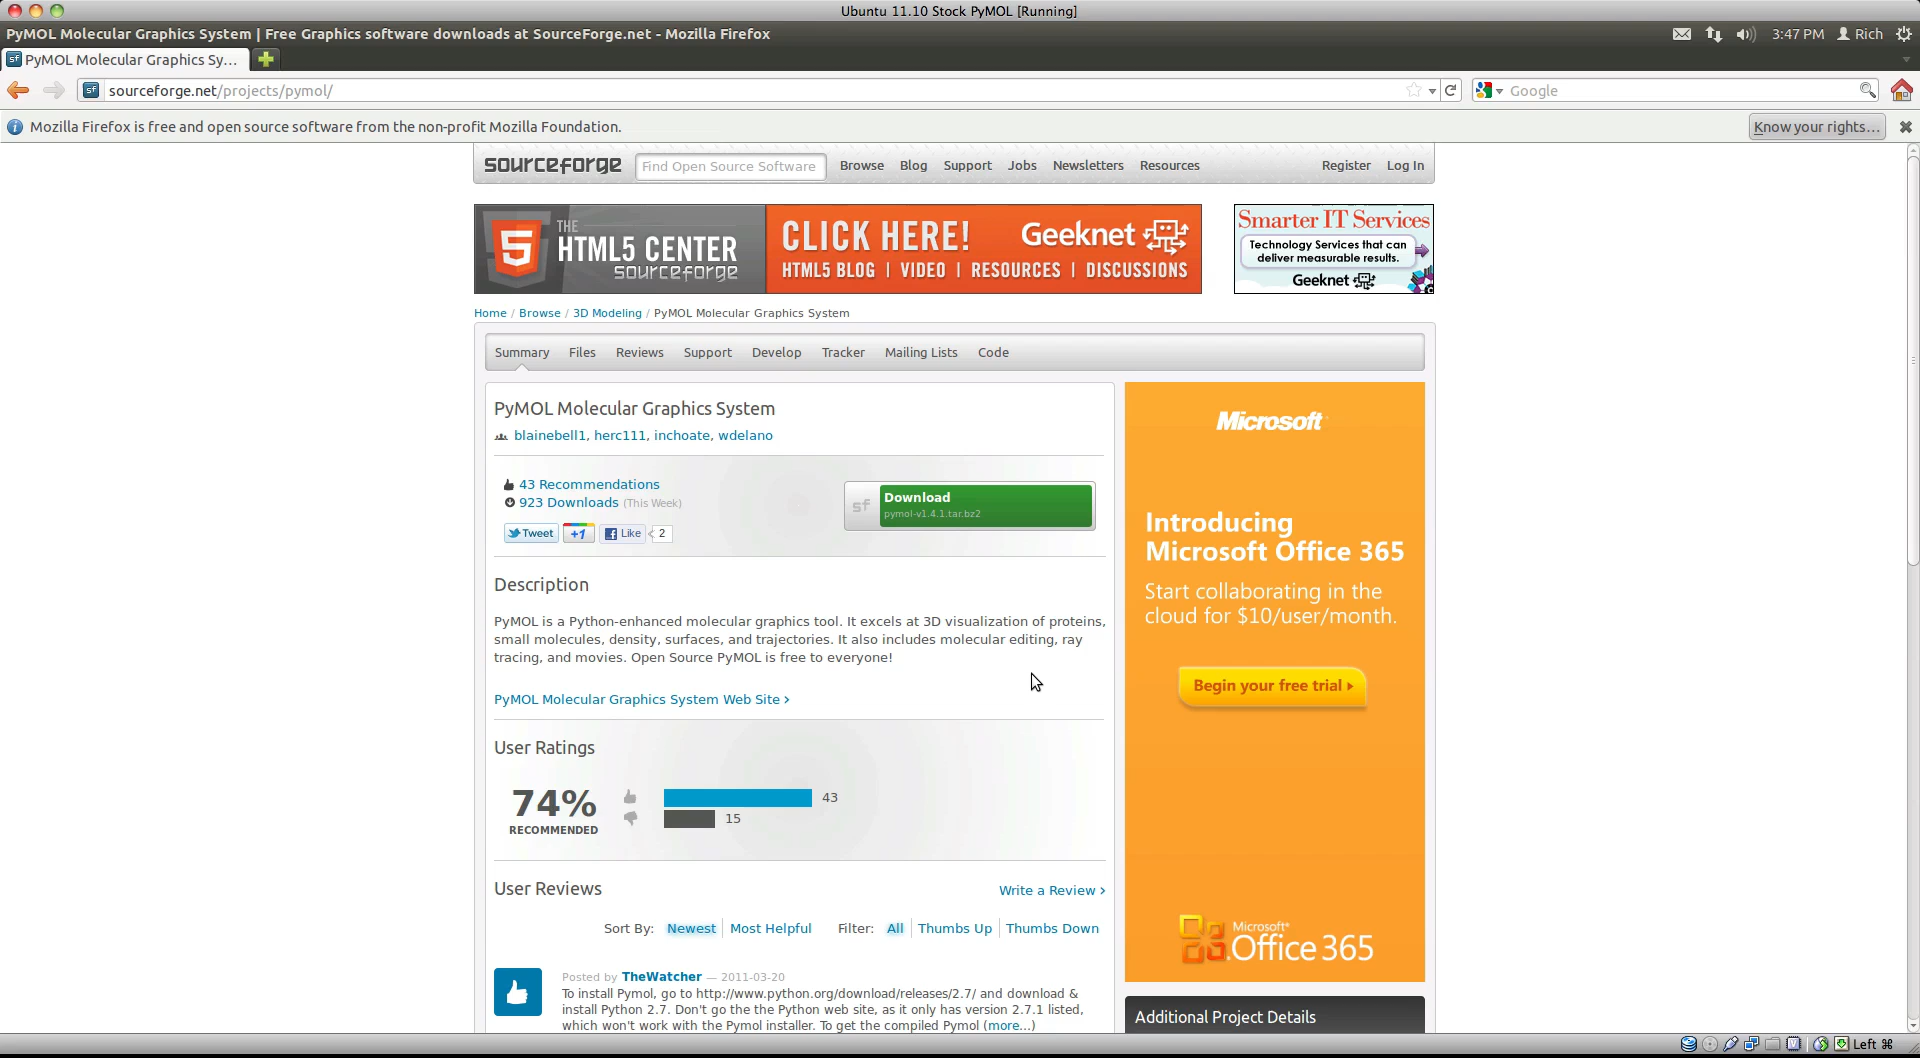 Ubuntu 11.10 Stock PyMOL [Running]
PyMOL Molecular Graphics System | Free Graphics software downloads at SourceForge.net - Mozilla Firefox
3:47 PM Rich
sf PyMOL Molecular Graphics Sy...
sf sourceforge.net/projects/pymol/
Google
Mozilla Firefox is free and open source software from the non-profit Mozilla Foundation.
Know your rights...
sourceforge Find Open Source Software Browse Blog Support Jobs Newsletters Resources Register Log In
THE
HTML5 CENTER
sourceforge
CLICK HERE! Geeknet
HTML5 BLOG | VIDEO | RESOURCES | DISCUSSIONS
Smarter IT Services
Technology Services that can
deliver measurable results.
Geeknet
Home / Browse / 3D Modeling / PyMOL Molecular Graphics System
Summary Files Reviews Support Develop Tracker Mailing Lists Code
PyMOL Molecular Graphics System
blainebell1, herc111, inchoate, wdelano
43 Recommendations
923 Downloads (This Week)
Tweet +1 Like 2
sf Download
pymol-v1.4.1.tar.bz2
Description
PyMOL is a Python-enhanced molecular graphics tool. It excels at 3D visualization of proteins,
small molecules, density, surfaces, and trajectories. It also includes molecular editing, ray
tracing, and movies. Open Source PyMOL is free to everyone!
PyMOL Molecular Graphics System Web Site >
User Ratings
74%
RECOMMENDED
43
15
User Reviews
Write a Review >
Sort By: Newest Most Helpful Filter: All Thumbs Up Thumbs Down
Posted by TheWatcher — 2011-03-20
To install Pymol, go to http://www.python.org/download/releases/2.7/ and download &
install Python 2.7. Don't go the the Python web site, as it only has version 2.7.1 listed,
which won't work with the Pymol installer. To get the compiled Pymol (more...)
Microsoft
Introducing
Microsoft Office 365
Start collaborating in the
cloud for $10/user/month.
Begin your free trial
Microsoft®
Office 365
Additional Project Details
Left ⌘